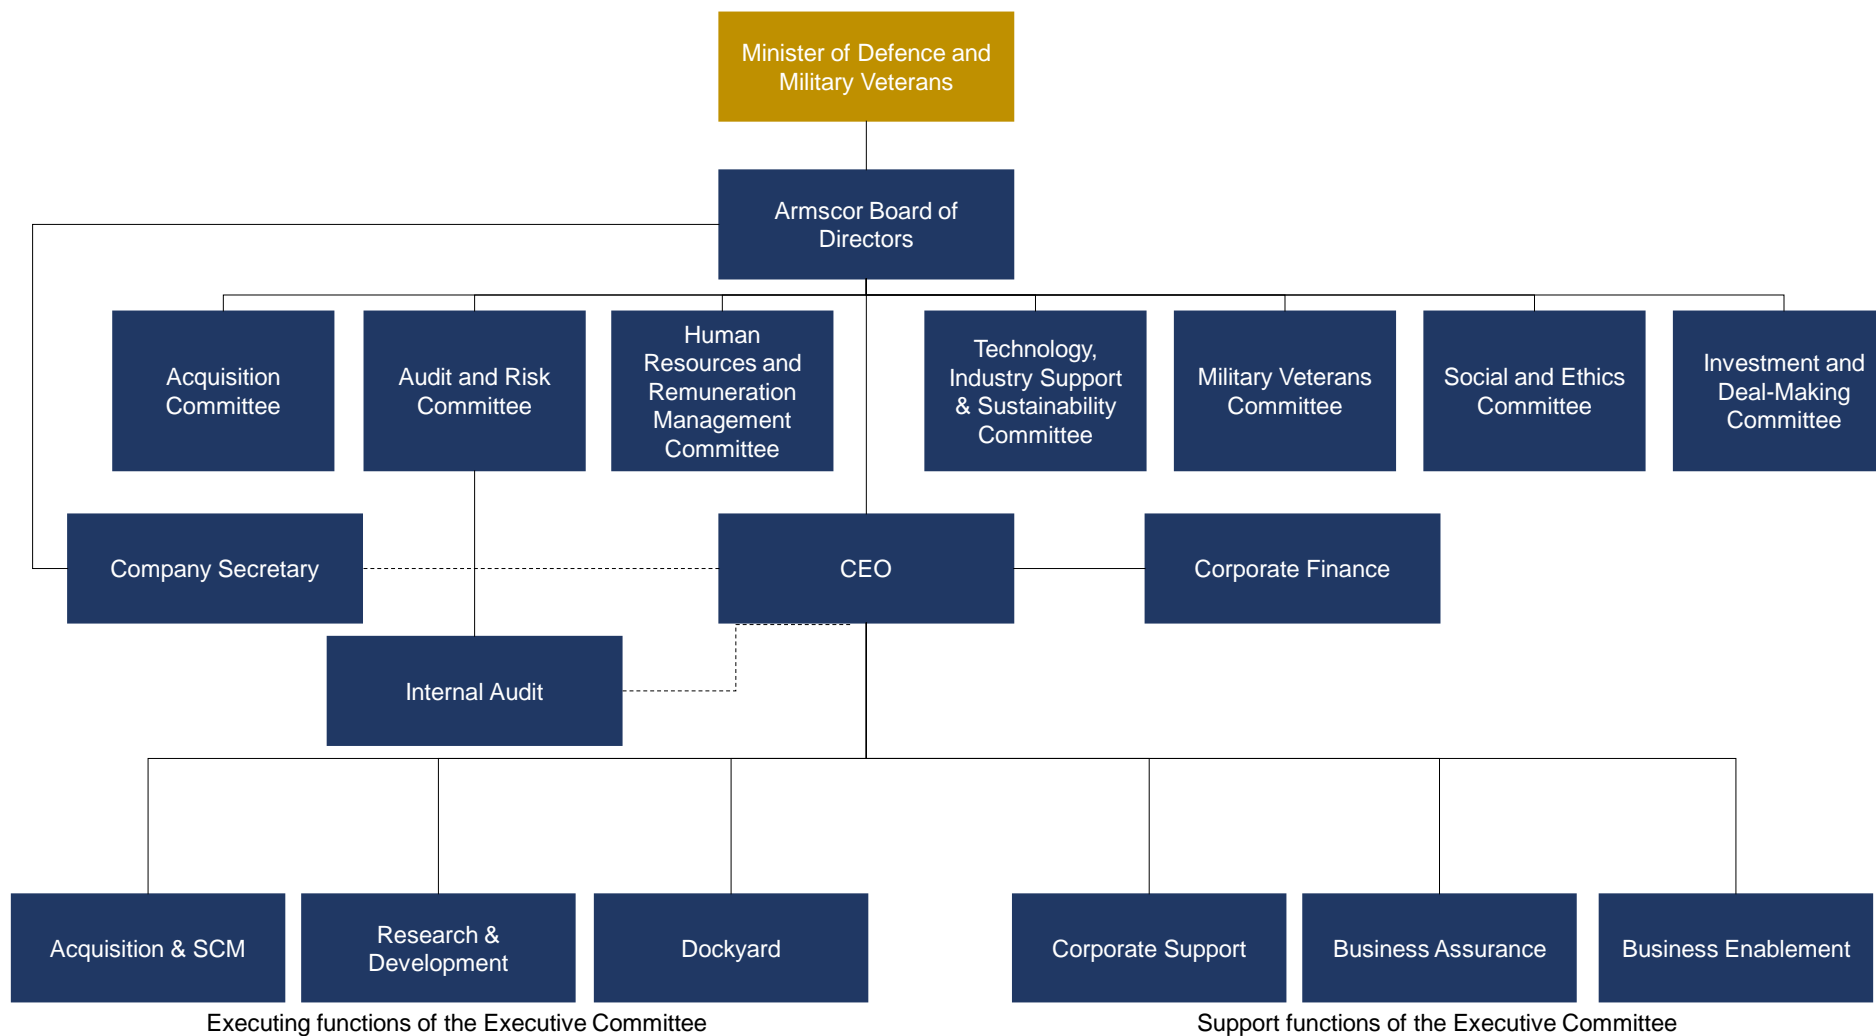 Minister of Defence and
Military Veterans
Armscor Board of
Directors
Acquisition
Committee
Audit and Risk
Committee
Human
Resources and
Remuneration
Management
Committee
Technology,
Industry Support
& Sustainability
Committee
Military Veterans
Committee
Social and Ethics
Committee
Investment and
Deal-Making
Committee
Company Secretary
CEO
Corporate Finance
Internal Audit
Acquisition & SCM
Research &
Development
Dockyard
Corporate Support
Business Assurance
Business Enablement
Executing functions of the Executive Committee
Support functions of the Executive Committee